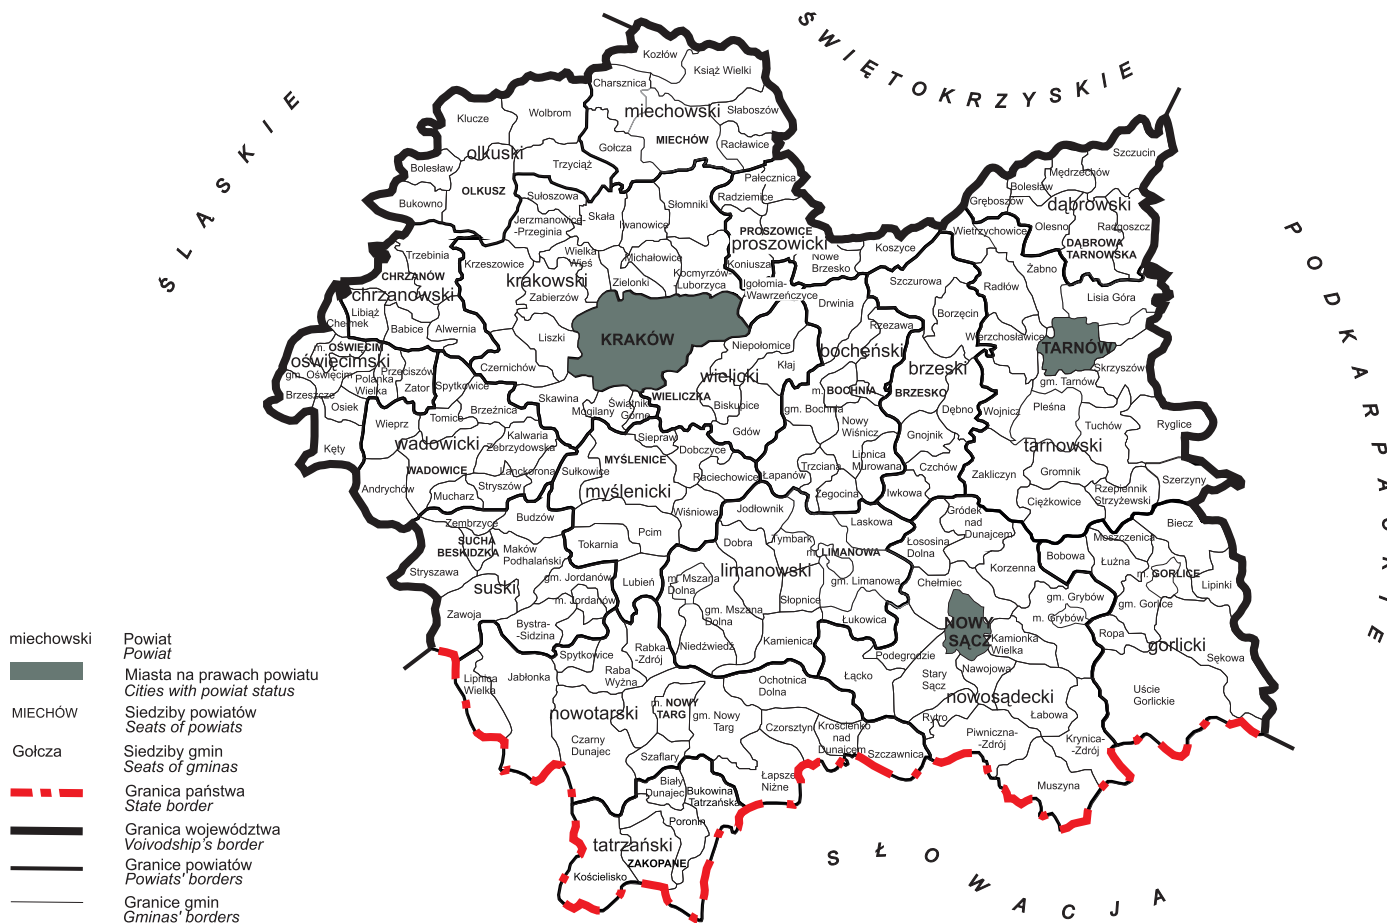 ŚLĄSKIE
ŚWIĘTOKRZYSKIE
PODKARPACKIE
SŁOWACJA
Kozłów
Książ Wielki
Charsznica
miechowski
Słaboszów
MIECHÓW
Racławice
Gołcza
Klucze
Wolbrom
olkuski
Trzyciąż
Bolesław
OLKUSZ
Bukowno
Pałecznica
Radziemice
PROSZOWICE
proszowicki
Koniusza
Nowe
Brzesko
Koszyce
Sułoszowa
Skała
Słomniki
Jerzmanowice-
-Przeginia
Iwanowice
Wielka
Wieś
Michałowice
Krzeszowice
krakowski
Zielonki
Kocmyrzów-
Luborzyca
Igołomia-
-Wawrzeńczyce
Zabierzów
Liszki
KRAKÓW
Czernichów
Skawina
Mogilany
Świątniki
Górne
Trzebinia
CHRZANÓW
chrzanowski
Libiąż
Babice
Alwernia
Chełmek
m. OŚWIĘCIM
oświęcimski
gm. Oświęcim
Przeciszów
Polanka
Wielka
Zator
Brzeszcze
Osiek
Kęty
Spytkowice
Wieprz
Tomice
Brzeźnica
wadowicki
Kalwaria
Zebrzydowska
WADOWICE
Lanckorona
Andrychów
Mucharz
Stryszów
Niepołomice
Kłaj
wielicki
WIELICZKA
Biskupice
Gdów
Drwinia
Rzezawa
bocheński
m. BOCHNIA
gm. Bochnia
Nowy
Wiśnicz
Lipnica
Murowana
Trzciana
Łapanów
Żegocina
Szczurowa
Borzęcin
brzeski
BRZESKO
Dębno
Gnojnik
Czchów
Iwkowa
Szczucin
Mędrzechów
Bolesław
Gręboszów
dąbrowski
Olesno
Radgoszcz
DĄBROWA
TARNOWSKA
Wietrzychowice
Żabno
Radłów
Lisia Góra
Wierzchosławice
TARNÓW
Skrzyszów
gm. Tarnów
Wojnicz
Pleśna
Tuchów
Ryglice
tarnowski
Zakliczyn
Gromnik
Rzepiennik
Strzyżewski
Szerzyny
Ciężkowice
Siepraw
Dobczyce
MYŚLENICE
Sułkowice
Raciechowice
myślenicki
Wiśniowa
Pcim
Tokarnia
Lubień
Zembrzyce
Budzów
SUCHA
BESKIDZKA
Maków
Podhalański
Stryszawa
gm. Jordanów
suski
m. Jordanów
Zawoja
Bystra-
-Sidzina
Jodłownik
Laskowa
Dobra
Tymbark
m. LIMANOWA
limanowski
m. Mszana
Dolna
gm. Limanowa
Słopnice
gm. Mszana
Dolna
Łukowica
Niedźwiedź
Kamienica
Gródek
nad
Dunajcem
Łososina
Dolna
Korzenna
Chełmiec
gm. Grybów
m. Grybów
NOWY
SĄCZ
Kamionka
Wielka
Podegrodzie
Nawojowa
Stary
Sącz
Łącko
nowosądecki
Rytro
Łabowa
Piwniczna-
-Zdrój
Krynica-
-Zdrój
Muszyna
Biecz
Moszczenica
Bobowa
Łużna
m. GORLICE
Lipinki
gm. Gorlice
Ropa
gorlicki
Sękowa
Uście
Gorlickie
Lipnica
Wielka
Jabłonka
Spytkowice
Rabka-
-Zdrój
Raba
Wyżna
Ochotnica
Dolna
nowotarski
m. NOWY
TARG
gm. Nowy
Targ
Czorsztyn
Krościenko
nad
Dunajcem
Szczawnica
Czarny
Dunajec
Szaflary
Łapsze
Niżne
Biały
Dunajec
Bukowina
Tatrzańska
Poronin
tatrzański
ZAKOPANE
Kościelisko
miechowski
Powiat
Powiat
Miasta na prawach powiatu
Cities with powiat status
MIECHÓW
Siedziby powiatów
Seats of powiats
Gołcza
Siedziby gmin
Seats of gminas
Granica państwa
State border
Granica województwa
Voivodship's border
Granice powiatów
Powiats' borders
Granice gmin
Gminas' borders